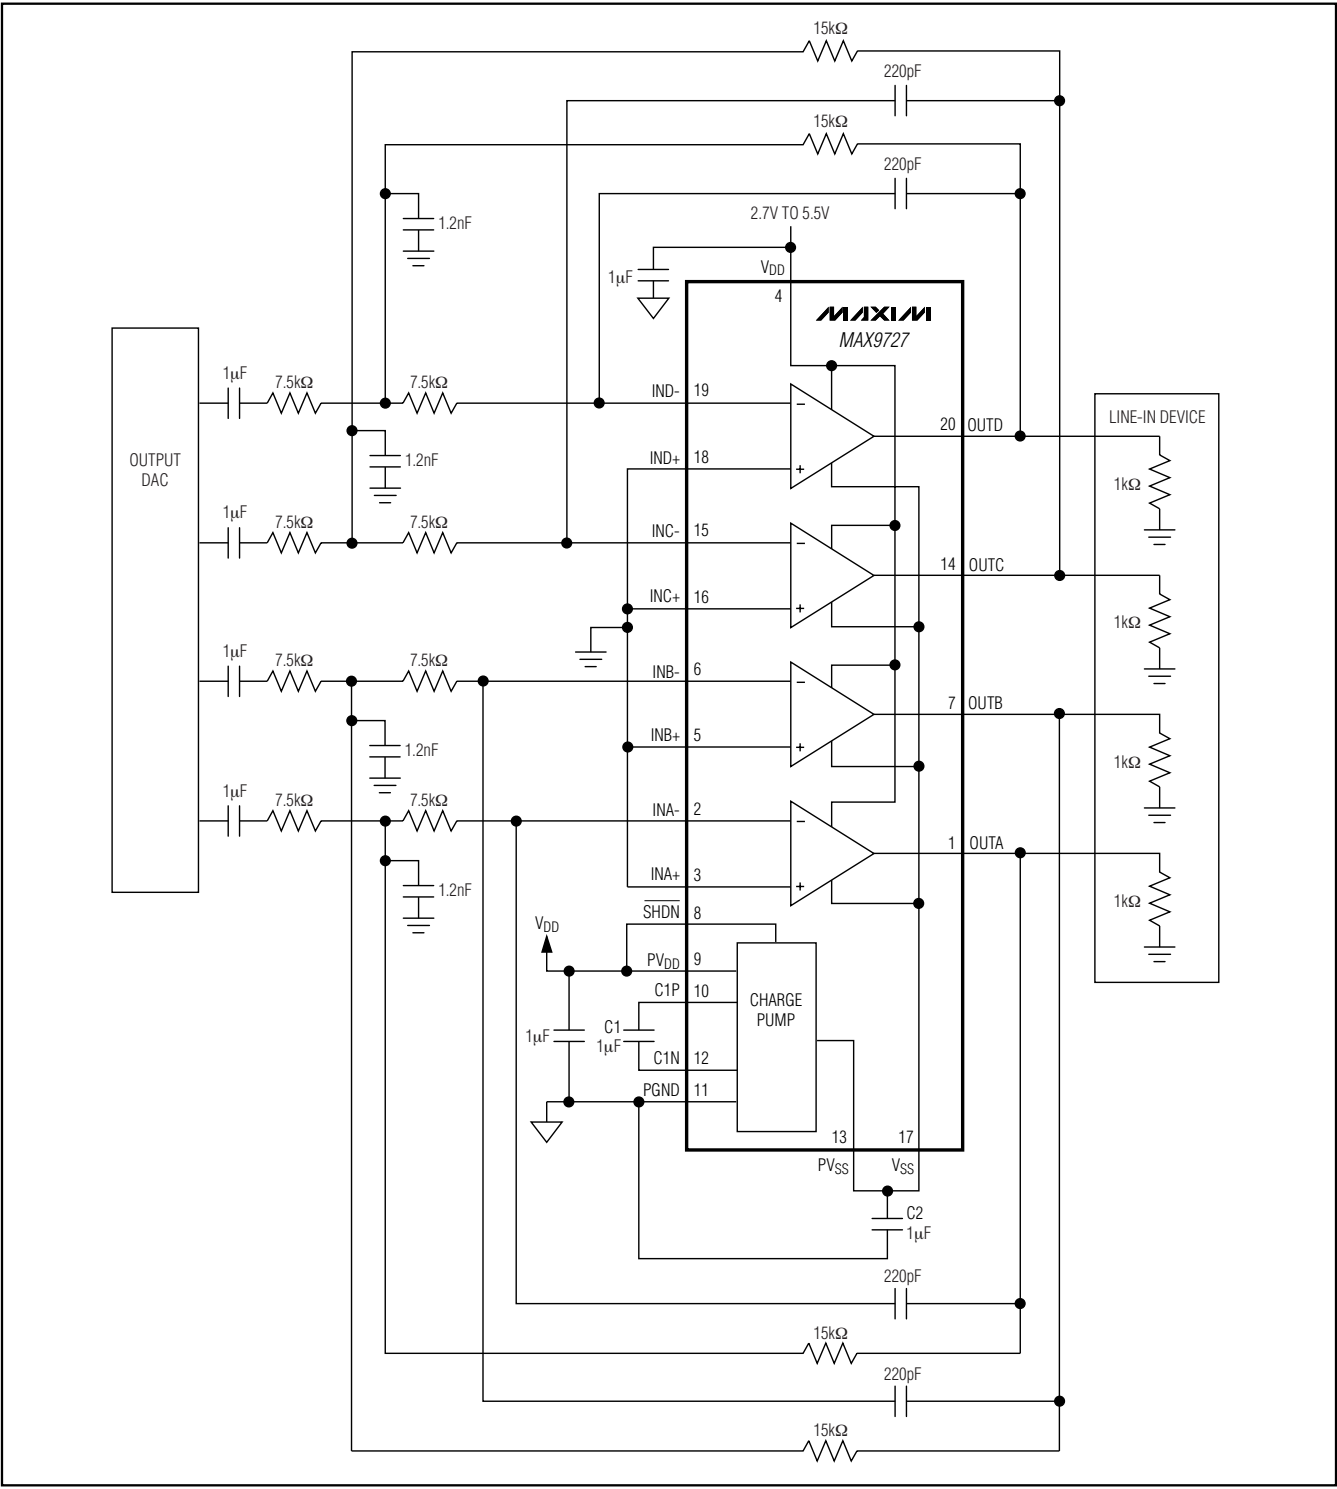 15kΩ
220pF
15kΩ
220pF
1.2nF
2.7V TO 5.5V
1μF
VDD
4
MAXIM
MAX9727
OUTPUT
DAC
1μF
7.5kΩ
7.5kΩ
IND-
19
−
20
OUTD
LINE-IN DEVICE
1kΩ
1.2nF
IND+
18
+
1μF
7.5kΩ
7.5kΩ
INC-
15
−
14
OUTC
1kΩ
INC+
16
+
1μF
7.5kΩ
7.5kΩ
INB-
6
−
7
OUTB
1kΩ
1.2nF
INB+
5
+
1μF
7.5kΩ
7.5kΩ
INA-
2
−
1
OUTA
1kΩ
1.2nF
INA+
3
+
SHDN
8
VDD
PVDD
9
C1P
10
CHARGE
PUMP
1μF
C1
1μF
C1N
12
PGND
11
13
17
PVSS
VSS
C2
1μF
220pF
15kΩ
220pF
15kΩ